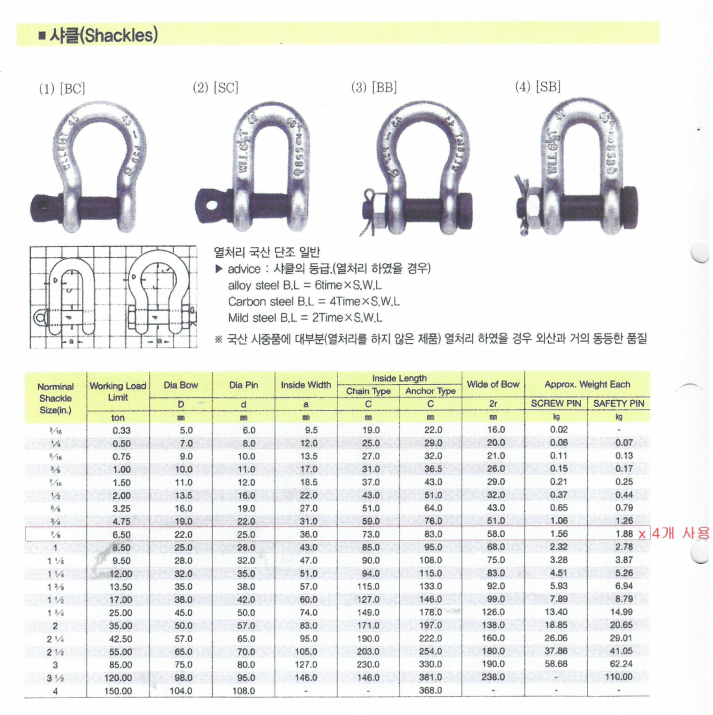 ■ 샤클(Shackles)
(1) [BC]
(2) [SC]
(3) [BB]
(4) [SB]
열처리 국산 단조 일반
▶ advice : 샤클의 등급.(열처리 하였을 경우)
alloy steel B.L = 6time×S.W.L
Carbon steel B.L = 4Time×S.W.L
Mild steel B.L = 2Time×S.W.L
※ 국산 시중품에 대부분(열처리를 하지 않은 제품) 열처리 하였을 경우 외산과 거의 동등한 품질
Norminal Shackle Size(in.) Working Load Limit Dia Bow Dia Pin Inside Width Inside Length Wide of Bow Approx. Weight Each
Chain Type Anchor Type
D d a C C 2r SCREW PIN SAFETY PIN
ton ㎜ ㎜ ㎜ ㎜ ㎜ ㎜ ㎏ ㎏
3/16 0.33 5.0 6.0 9.5 19.0 22.0 16.0 0.02 -
1/4 0.50 7.0 8.0 12.0 25.0 29.0 20.0 0.06 0.07
5/16 0.75 9.0 10.0 13.5 27.0 32.0 21.0 0.11 0.13
3/8 1.00 10.0 11.0 17.0 31.0 36.5 26.0 0.15 0.17
7/16 1.50 11.0 12.0 18.5 37.0 43.0 29.0 0.21 0.25
1/2 2.00 13.5 16.0 22.0 43.0 51.0 32.0 0.37 0.44
5/8 3.25 16.0 19.0 27.0 51.0 64.0 43.0 0.65 0.79
3/4 4.75 19.0 22.0 31.0 59.0 76.0 51.0 1.06 1.26
7/8 6.50 22.0 25.0 36.0 73.0 83.0 58.0 1.56 1.88 x 4개 사용
1 8.50 25.0 28.0 43.0 85.0 95.0 68.0 2.32 2.78
1 1/8 9.50 28.0 32.0 47.0 90.0 108.0 75.0 3.28 3.87
1 1/4 12.00 32.0 35.0 51.0 94.0 115.0 83.0 4.51 5.26
1 3/8 13.50 35.0 38.0 57.0 115.0 133.0 92.0 5.93 6.94
1 1/2 17.00 38.0 42.0 60.0 127.0 146.0 99.0 7.89 8.79
1 3/4 25.00 45.0 50.0 74.0 149.0 178.0 126.0 13.40 14.99
2 35.00 50.0 57.0 83.0 171.0 197.0 138.0 18.85 20.65
2 1/4 42.50 57.0 65.0 95.0 190.0 222.0 160.0 26.06 29.01
2 1/2 55.00 65.0 70.0 105.0 203.0 254.0 180.0 37.86 41.05
3 85.00 75.0 80.0 127.0 230.0 330.0 190.0 58.68 62.24
3 1/2 120.00 98.0 95.0 146.0 146.0 381.0 238.0 - 110.00
4 150.00 104.0 108.0 - - 368.0 - - -